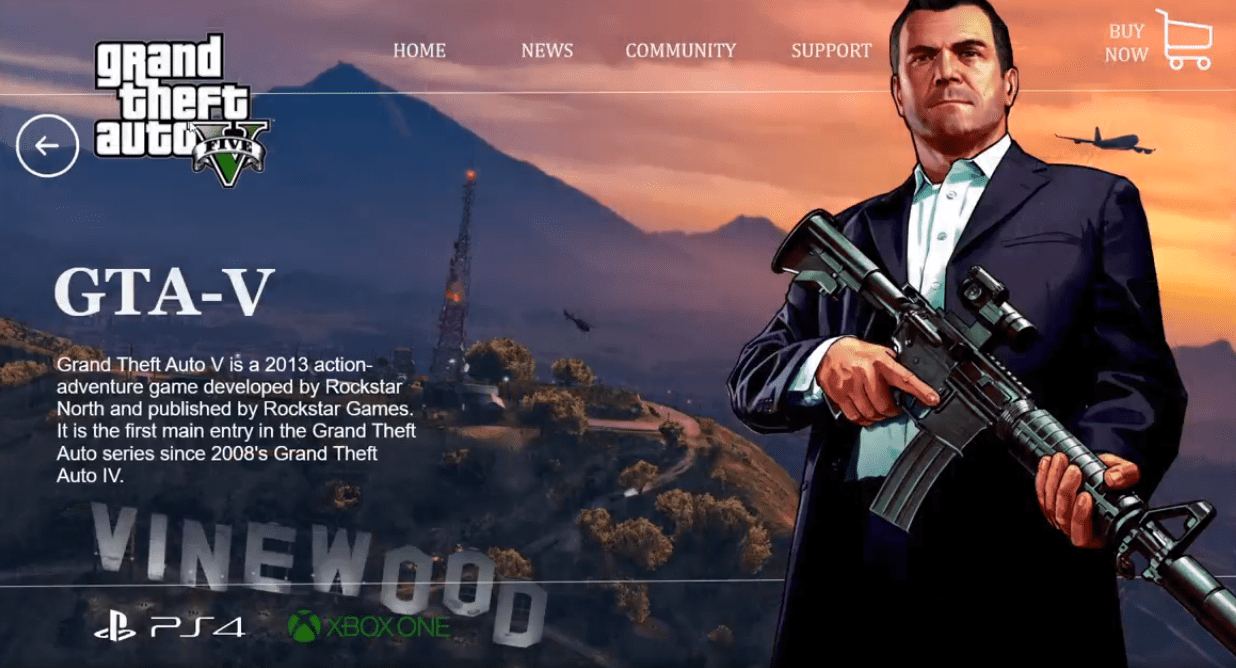 grand
theft
auto
FIVE
HOME
NEWS
COMMUNITY
SUPPORT
BUY
NOW
GTA-V
Grand Theft Auto V is a 2013 action-
adventure game developed by Rockstar
North and published by Rockstar Games.
It is the first main entry in the Grand Theft
Auto series since 2008's Grand Theft
Auto IV.
VINEWOOD
PS4
XBOX ONE